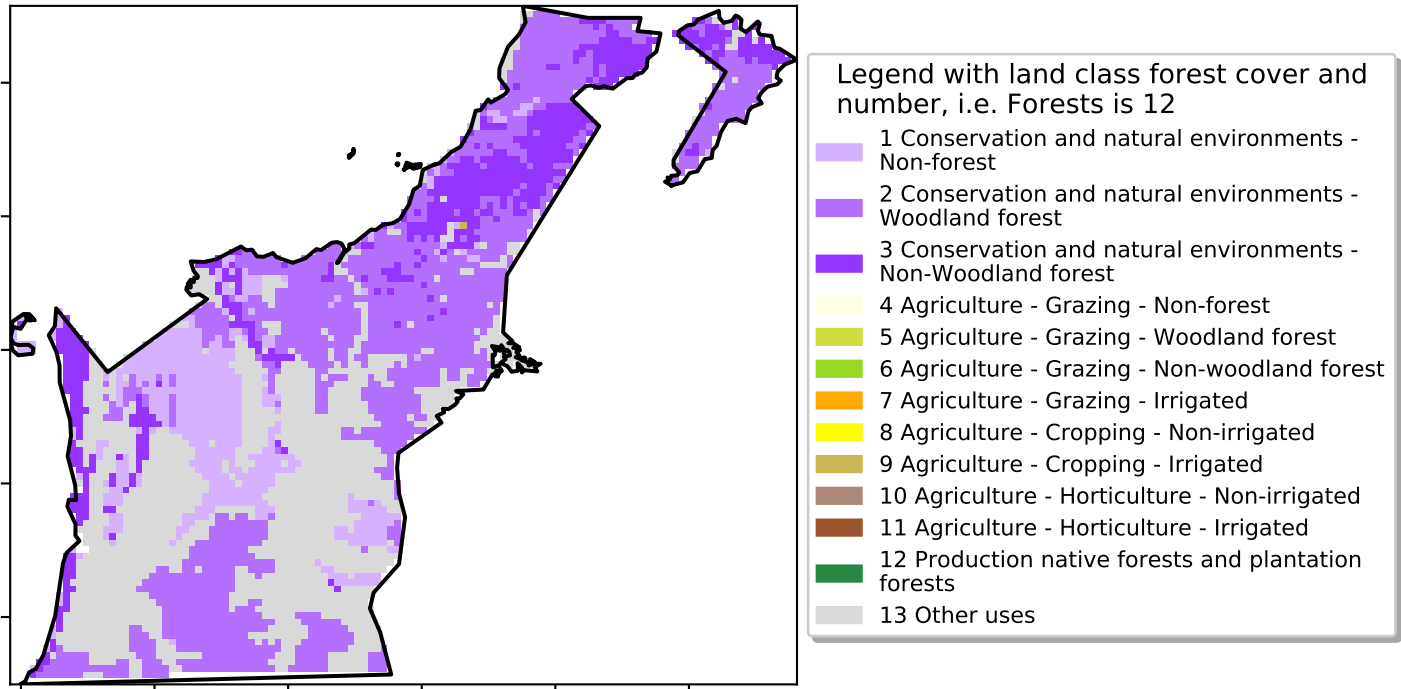 Legend with land class forest cover and
number, i.e. Forests is 12
1 Conservation and natural environments -
Non-forest
2 Conservation and natural environments -
Woodland forest
3 Conservation and natural environments -
Non-Woodland forest
4 Agriculture - Grazing - Non-forest
5 Agriculture - Grazing - Woodland forest
6 Agriculture - Grazing - Non-woodland forest
7 Agriculture - Grazing - Irrigated
8 Agriculture - Cropping - Non-irrigated
9 Agriculture - Cropping - Irrigated
10 Agriculture - Horticulture - Non-irrigated
11 Agriculture - Horticulture - Irrigated
12 Production native forests and plantation
forests
13 Other uses